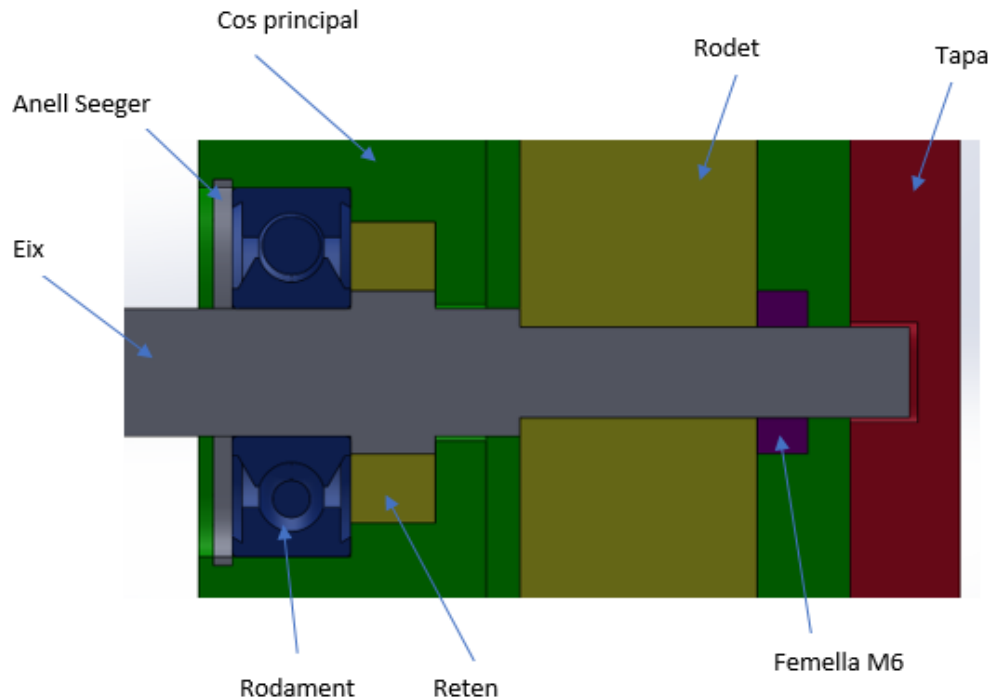 Cos principal
Rodet
Tapa
Anell Seeger
Eix
Femella M6
Rodament
Reten